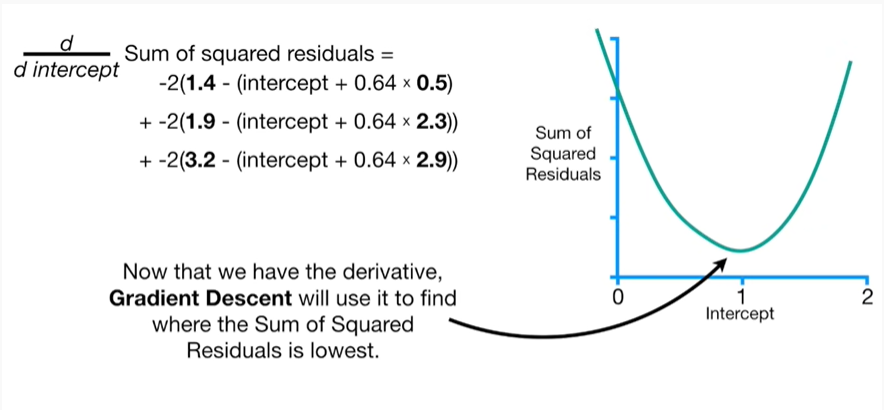 d
d intercept
Sum of squared residuals =
-2(1.4 - (intercept + 0.64 × 0.5)
+ -2(1.9 - (intercept + 0.64 × 2.3))
+ -2(3.2 - (intercept + 0.64 × 2.9))
Now that we have the derivative,
Gradient Descent will use it to find
where the Sum of Squared
Residuals is lowest.
Sum of
Squared
Residuals
0 1 2
Intercept